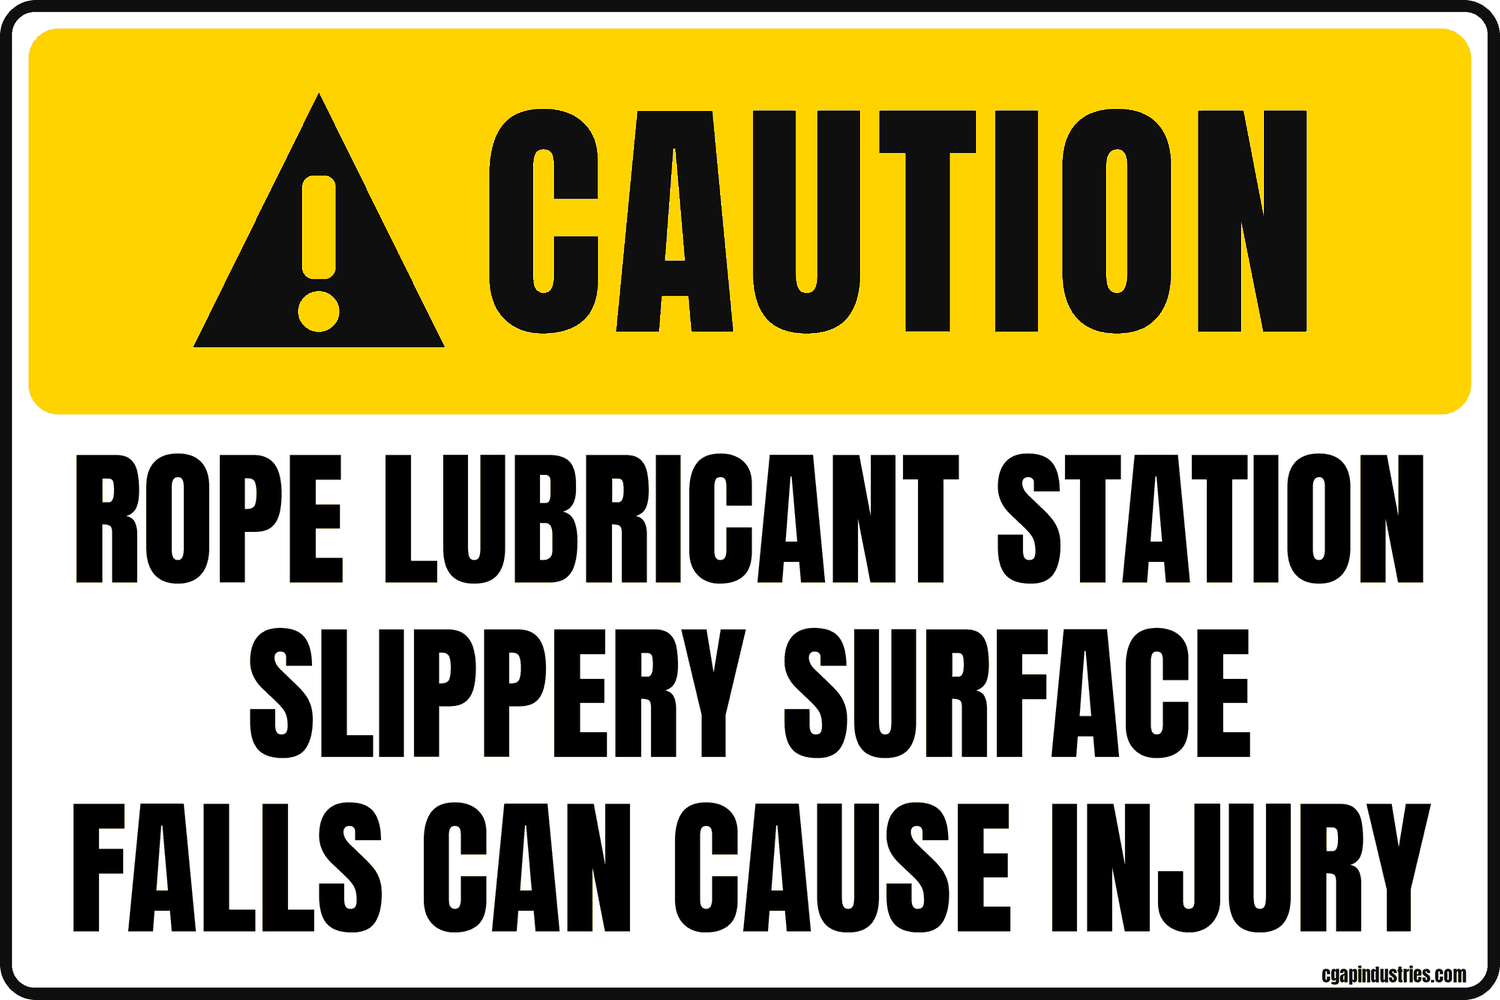 CAUTION
ROPE LUBRICANT STATION
SLIPPERY SURFACE
FALLS CAN CAUSE INJURY
cgapindustries.com